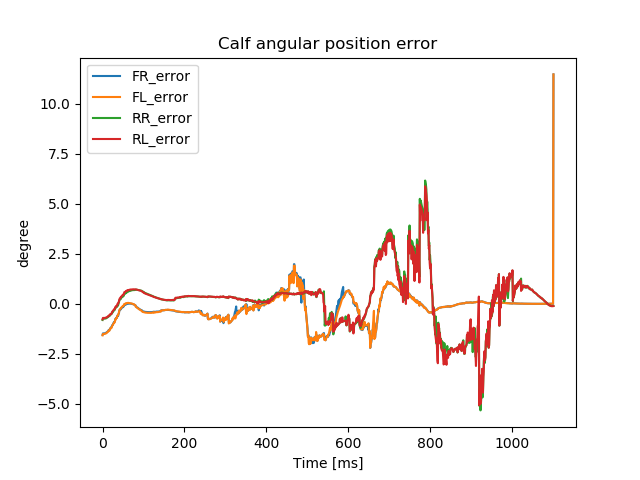 Calf angular position error
FR_error
FL_error
RR_error
RL_error
degree
10.0
7.5
5.0
2.5
0.0
−2.5
−5.0
0 200 400 600 800 1000
Time [ms]